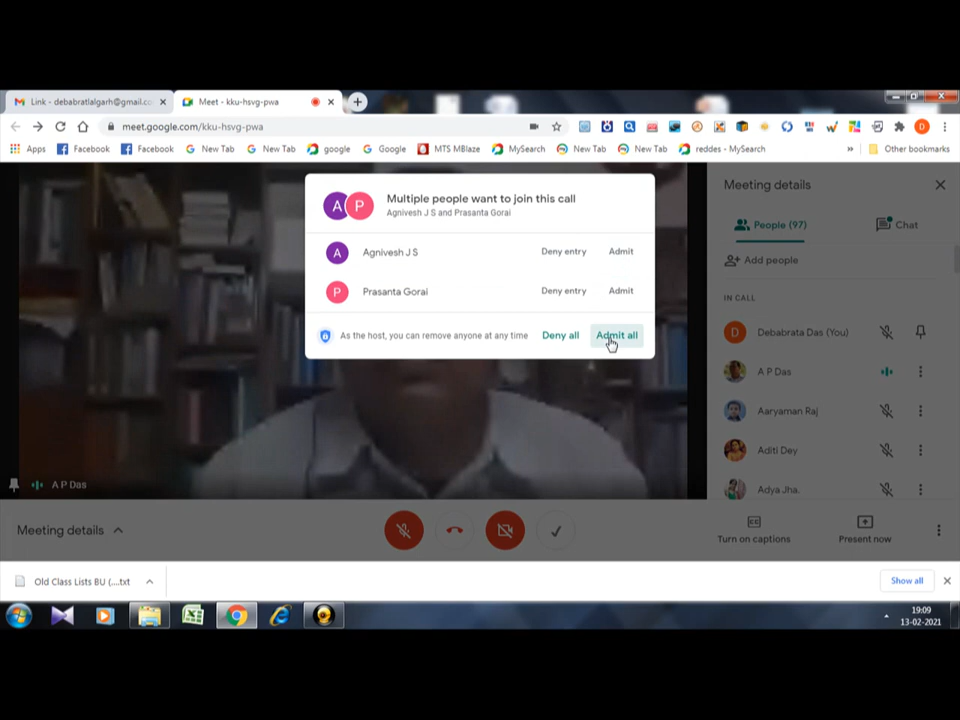 Link - debabratlalgarh@gmail.cc
Meet - kku-hsvg-pwa
meet.google.com/kku-hsvg-pwa
Apps
Facebook
Facebook
New Tab
New Tab
google
Google
MTS MBlaze
MySearch
New Tab
New Tab
reddes - MySearch
Other bookmarks
A P
Multiple people want to join this call
Agnivesh J S and Prasanta Gorai
A Agnivesh J S Deny entry Admit
P Prasanta Gorai Deny entry Admit
As the host, you can remove anyone at any time Deny all Admit all
A P Das
Meeting details
People (97) Chat
Add people
IN CALL
D Debabrata Das (You)
A P Das
Aaryaman Raj
Aditi Dey
Adya Jha.
Meeting details
Turn on captions
Present now
Old Class Lists BU (....txt
Show all
19:09
13-02-2021